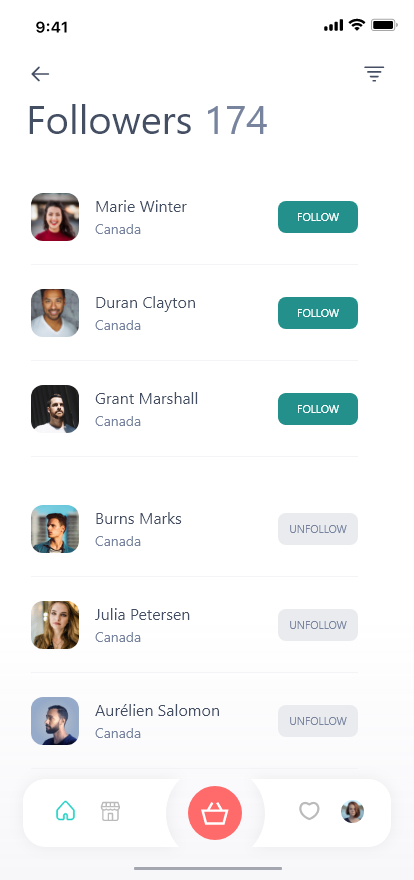 9:41
Followers 174
Marie Winter
Canada
FOLLOW
Duran Clayton
Canada
FOLLOW
Grant Marshall
Canada
FOLLOW
Burns Marks
Canada
UNFOLLOW
Julia Petersen
Canada
UNFOLLOW
Aurélien Salomon
Canada
UNFOLLOW